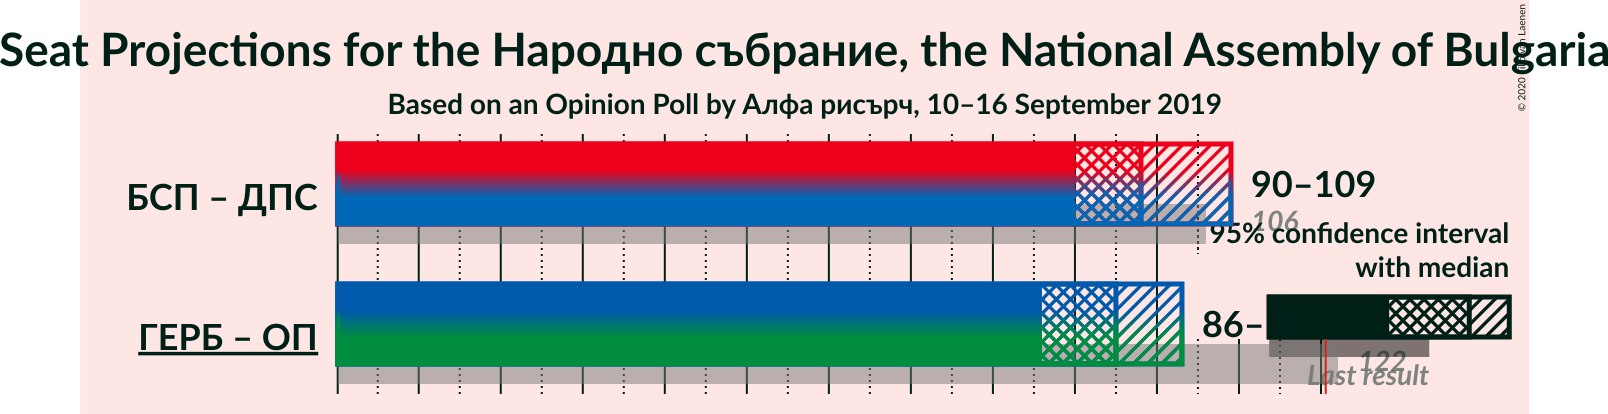 Seat Projections for the Народно събрание, the National Assembly of Bulgaria
Based on an Opinion Poll by Алфа рисърч, 10–16 September 2019
БСП – ДПС
90–109
106
95% confidence interval
with median
ГЕРБ – ОП
86–
122
Last result